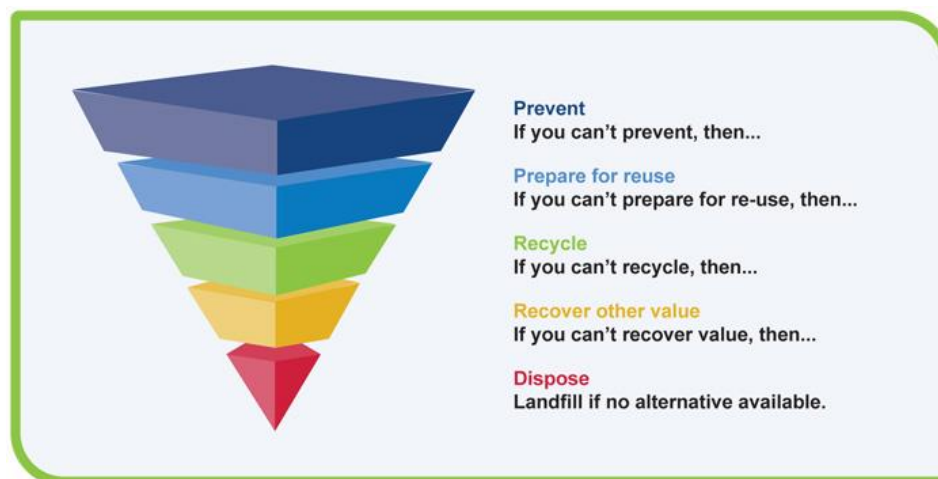 Prevent
If you can’t prevent, then...
Prepare for reuse
If you can’t prepare for re-use, then...
Recycle
If you can’t recycle, then...
Recover other value
If you can’t recover value, then...
Dispose
Landfill if no alternative available.